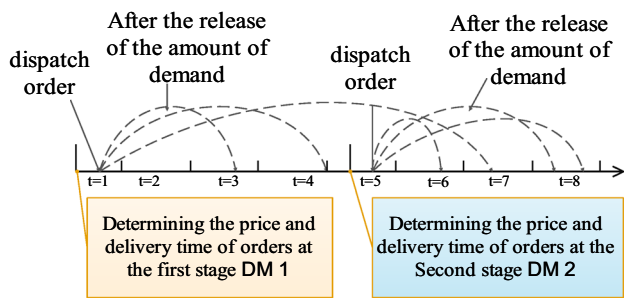 After the release
of the amount of
demand
dispatch
order
dispatch
order
After the release
of the amount of
demand
t=1
t=2
t=3
t=4
t=5
t=6
t=7
t=8
Determining the price and
delivery time of orders at
the first stage DM 1
Determining the price and
delivery time of orders at the
Second stage DM 2